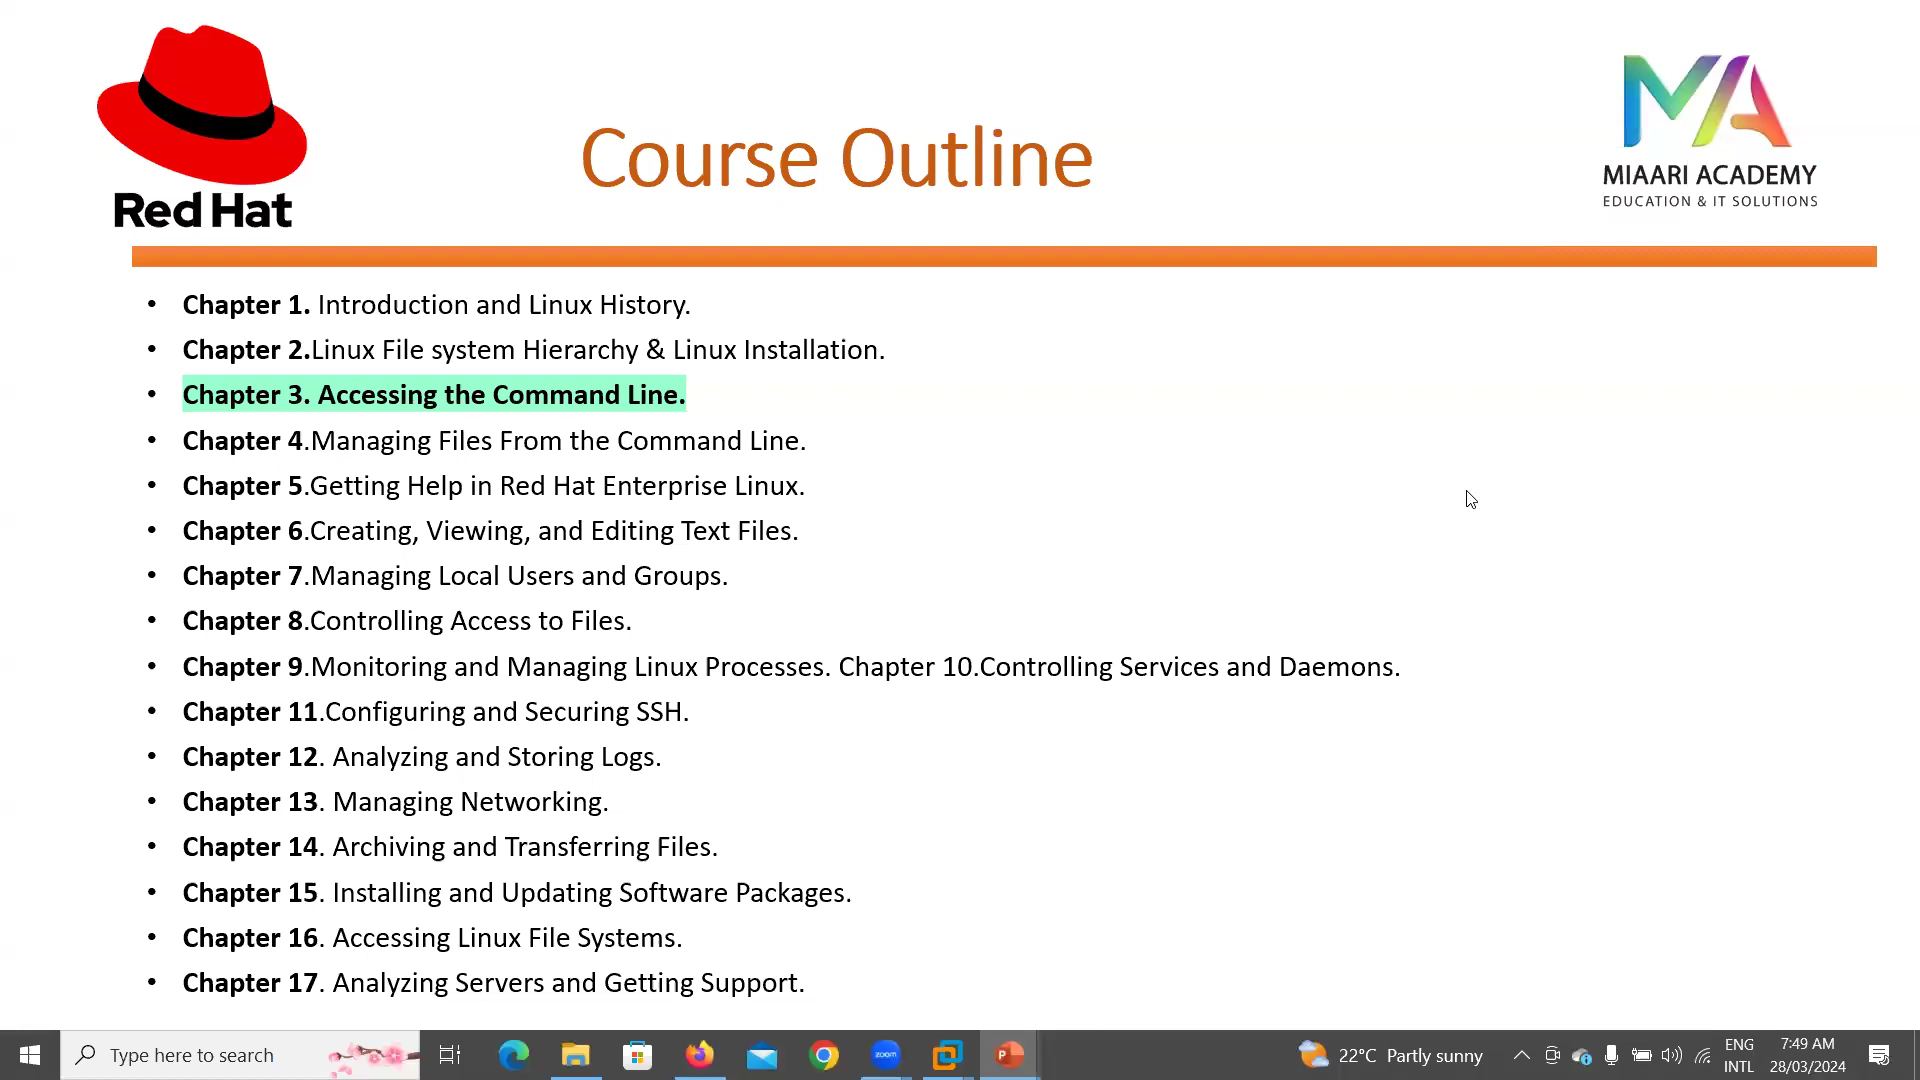 Red Hat
Course Outline
MA
MIAARI ACADEMY
EDUCATION & IT SOLUTIONS
• Chapter 1. Introduction and Linux History.
• Chapter 2.Linux File system Hierarchy & Linux Installation.
• Chapter 3. Accessing the Command Line.
• Chapter 4.Managing Files From the Command Line.
• Chapter 5.Getting Help in Red Hat Enterprise Linux.
• Chapter 6.Creating, Viewing, and Editing Text Files.
• Chapter 7.Managing Local Users and Groups.
• Chapter 8.Controlling Access to Files.
• Chapter 9.Monitoring and Managing Linux Processes. Chapter 10.Controlling Services and Daemons.
• Chapter 11.Configuring and Securing SSH.
• Chapter 12. Analyzing and Storing Logs.
• Chapter 13. Managing Networking.
• Chapter 14. Archiving and Transferring Files.
• Chapter 15. Installing and Updating Software Packages.
• Chapter 16. Accessing Linux File Systems.
• Chapter 17. Analyzing Servers and Getting Support.
Type here to search
zoom
P
22°C Partly sunny
ENG
INTL
7:49 AM
28/03/2024